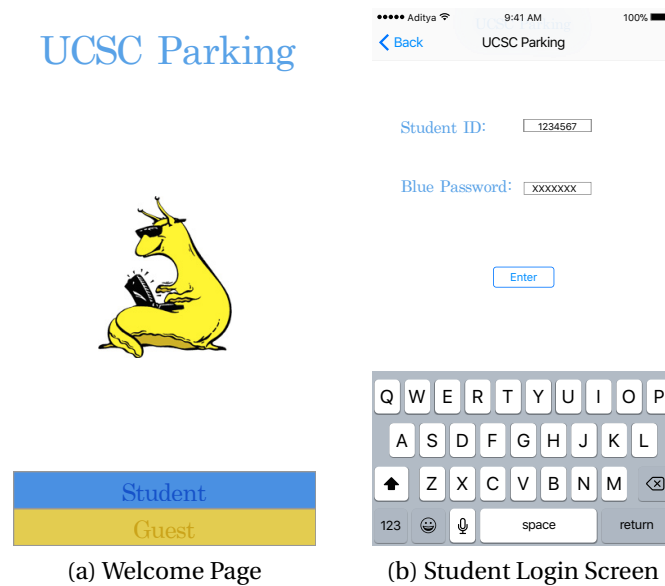 UCSC Parking
Student
Guest
(a) Welcome Page
●●●●● Aditya 9:41 AM 100%
Back UCSC Parking
Student ID: 1234567
Blue Password: XXXXXXX
Enter
Q W E R T Y U I O P
A S D F G H J K L
Z X C V B N M
123 space return
(b) Student Login Screen